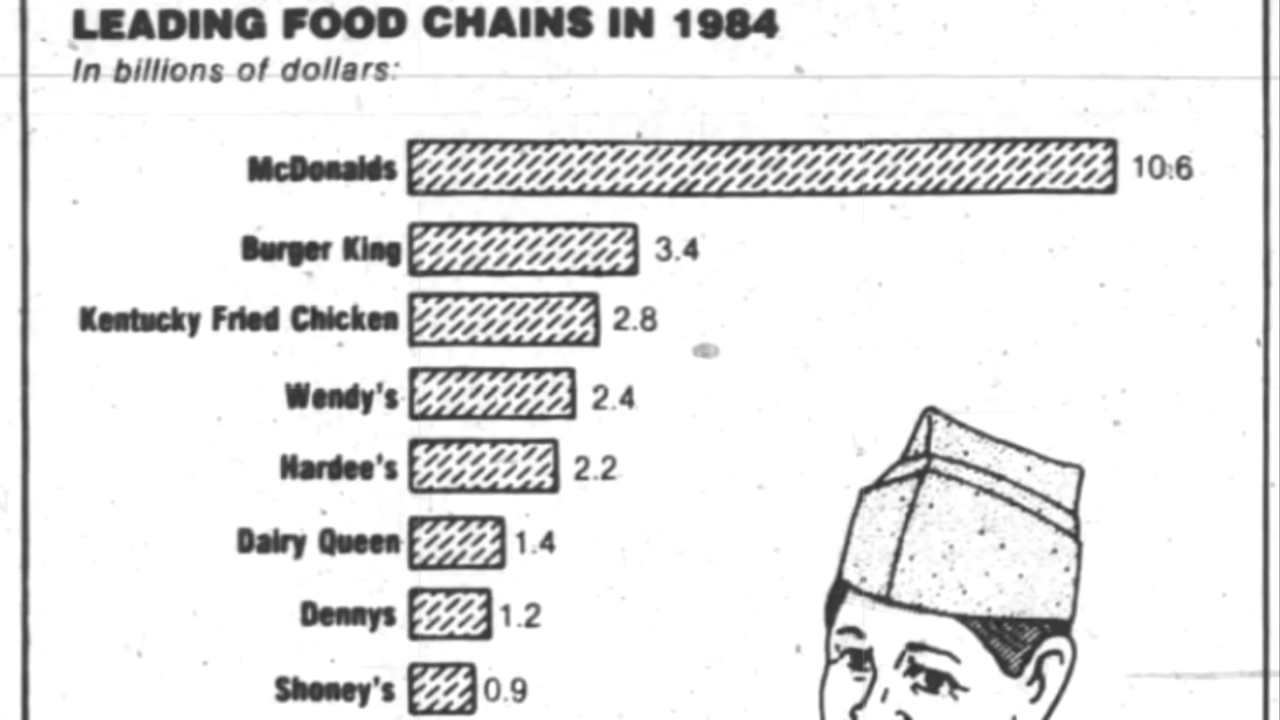 LEADING FOOD CHAINS IN 1984
In billions of dollars:
McDonalds 10.6
Burger King 3.4
Kentucky Fried Chicken 2.8
Wendy's 2.4
Hardee's 2.2
Dairy Queen 1.4
Dennys 1.2
Shoney's 0.9